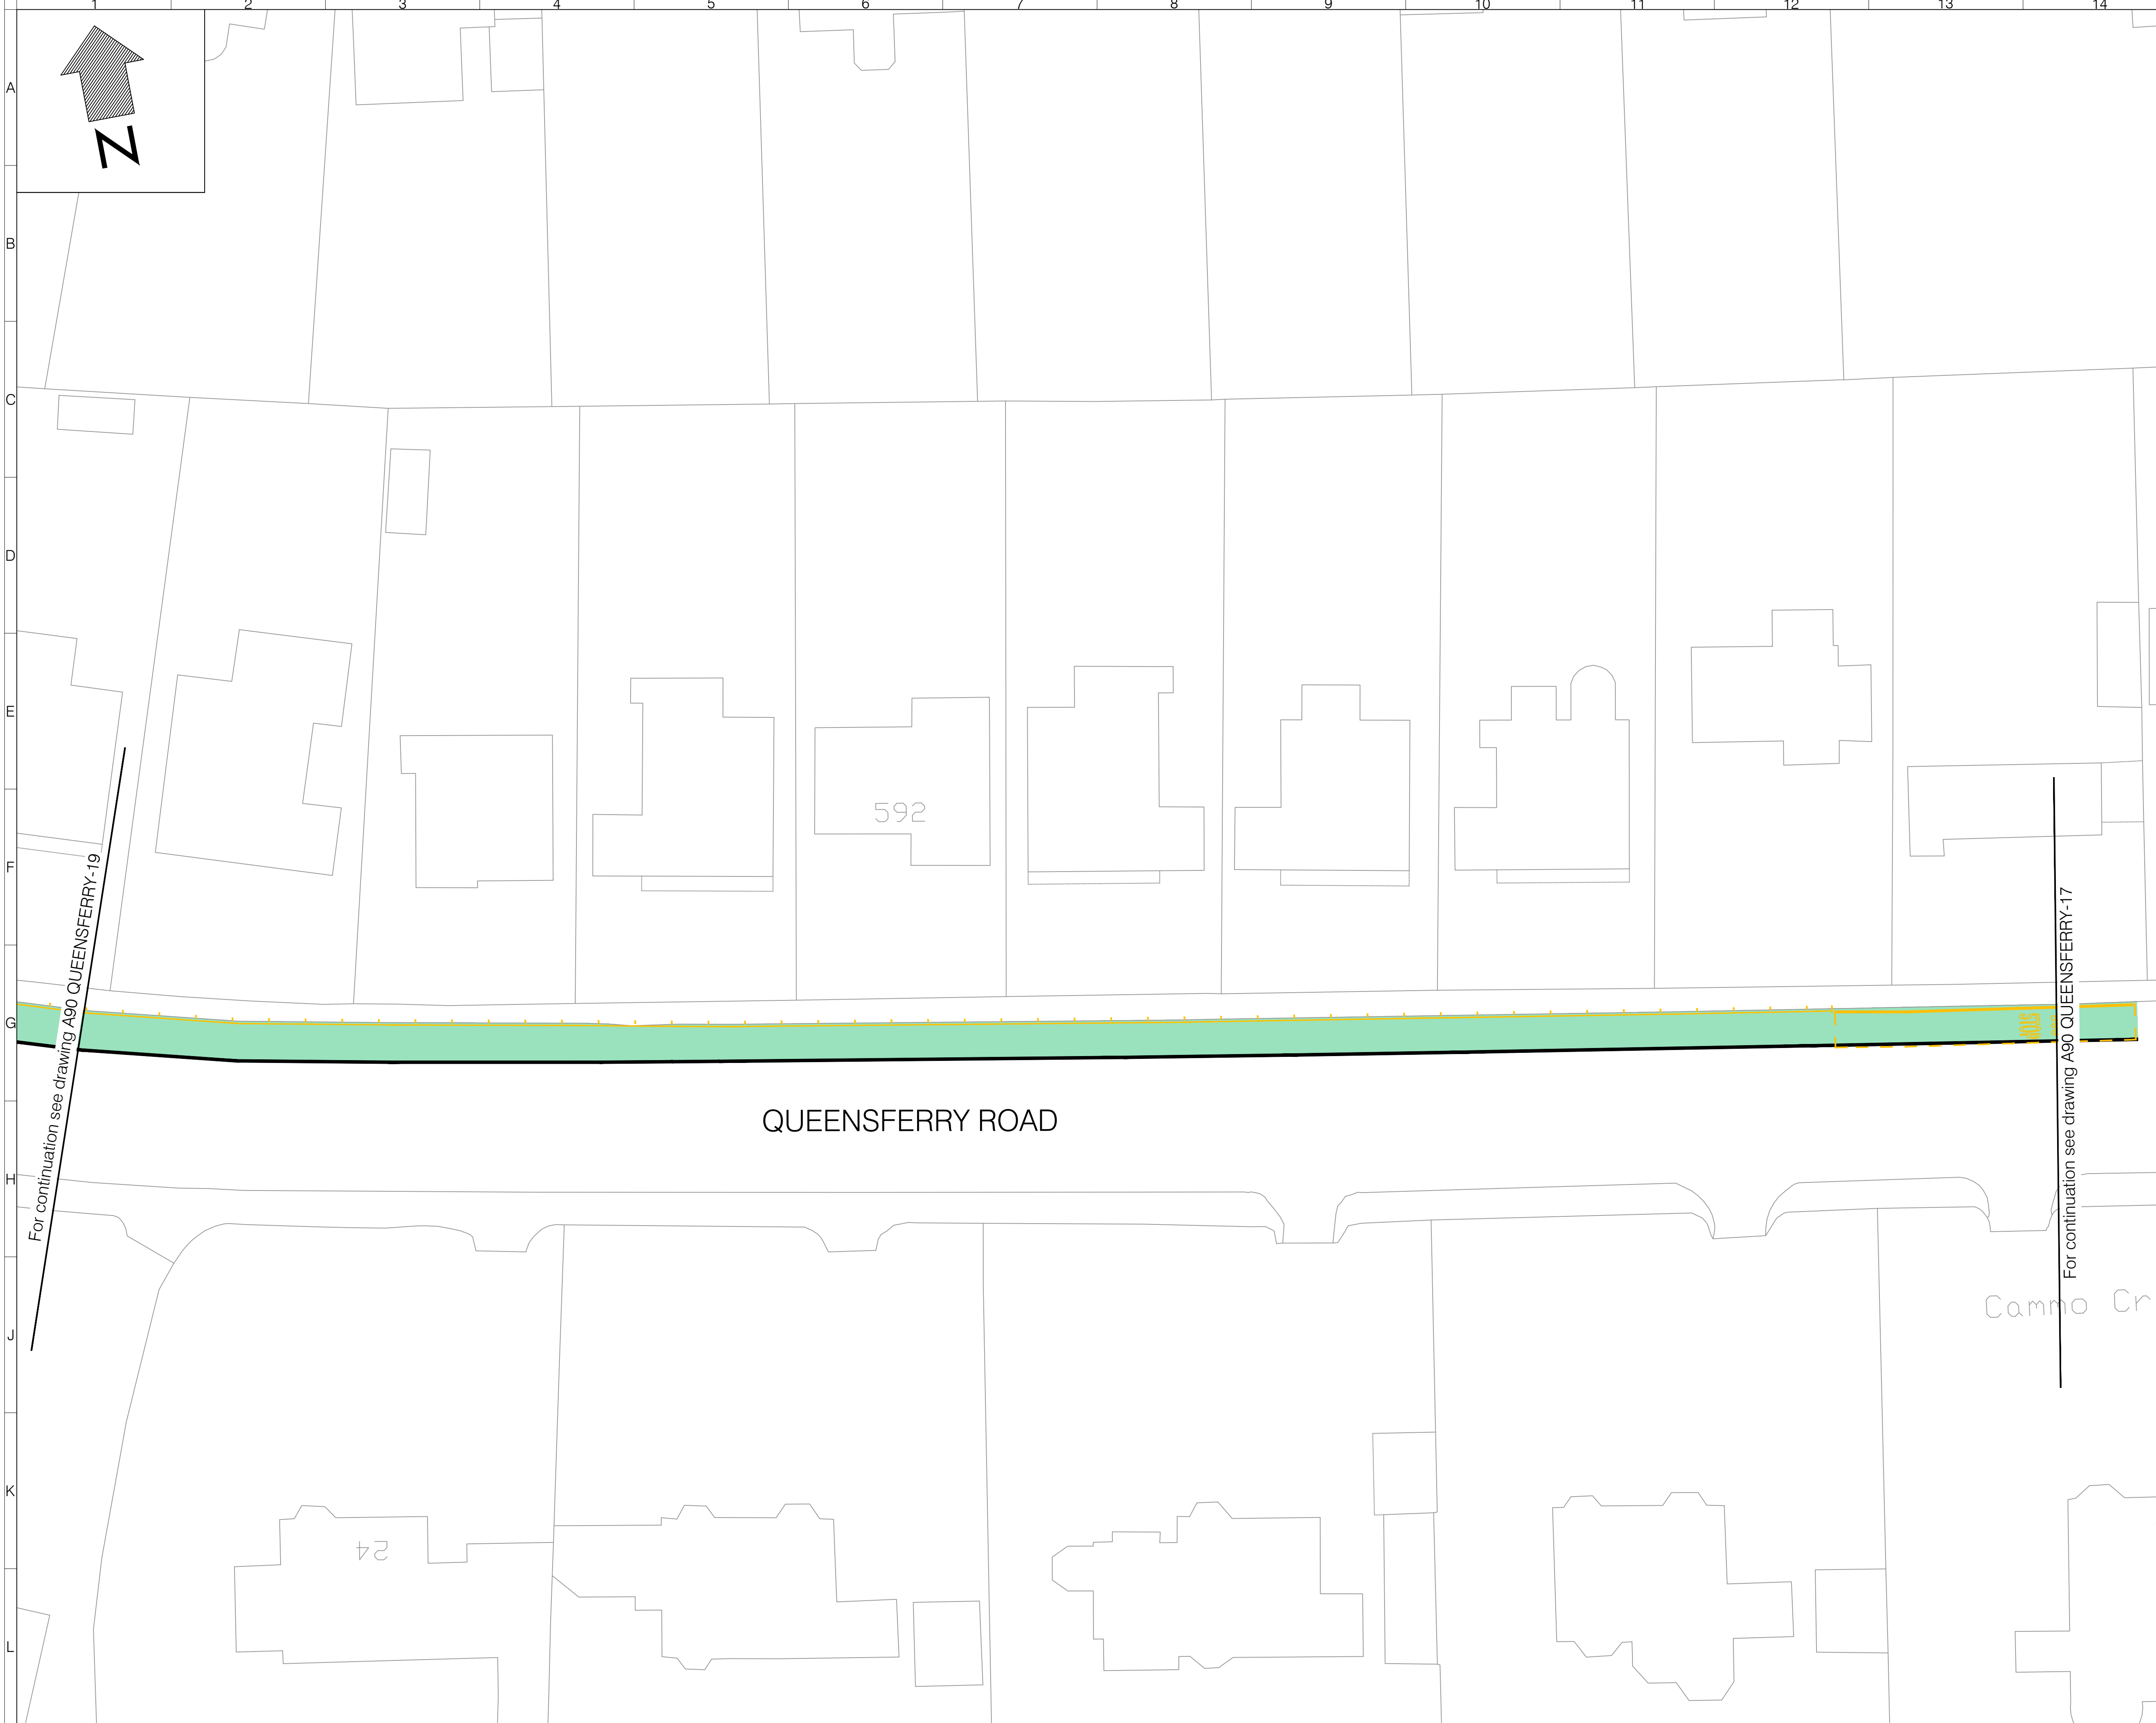 1 2 3 4 5 6 7 8 9 10 11 12 13 14
A
N
B
C
D
E
592
F
For continuation see drawing A90 QUEENSFERRY-19
For continuation see drawing A90 QUEENSFERRY-17
G
QUEENSFERRY ROAD
H
Cammo Cr
J
K
24
L